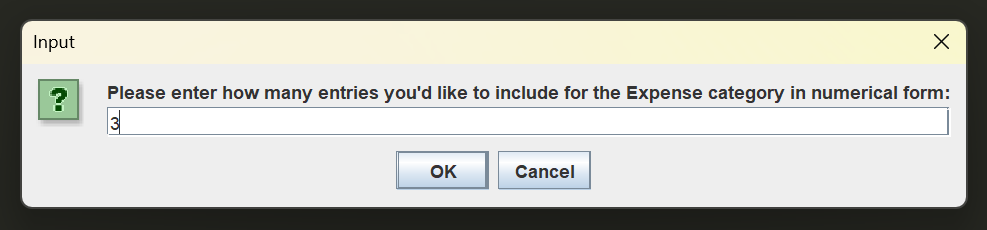 Input
Please enter how many entries you'd like to include for the Expense category in numerical form:
3
OK Cancel